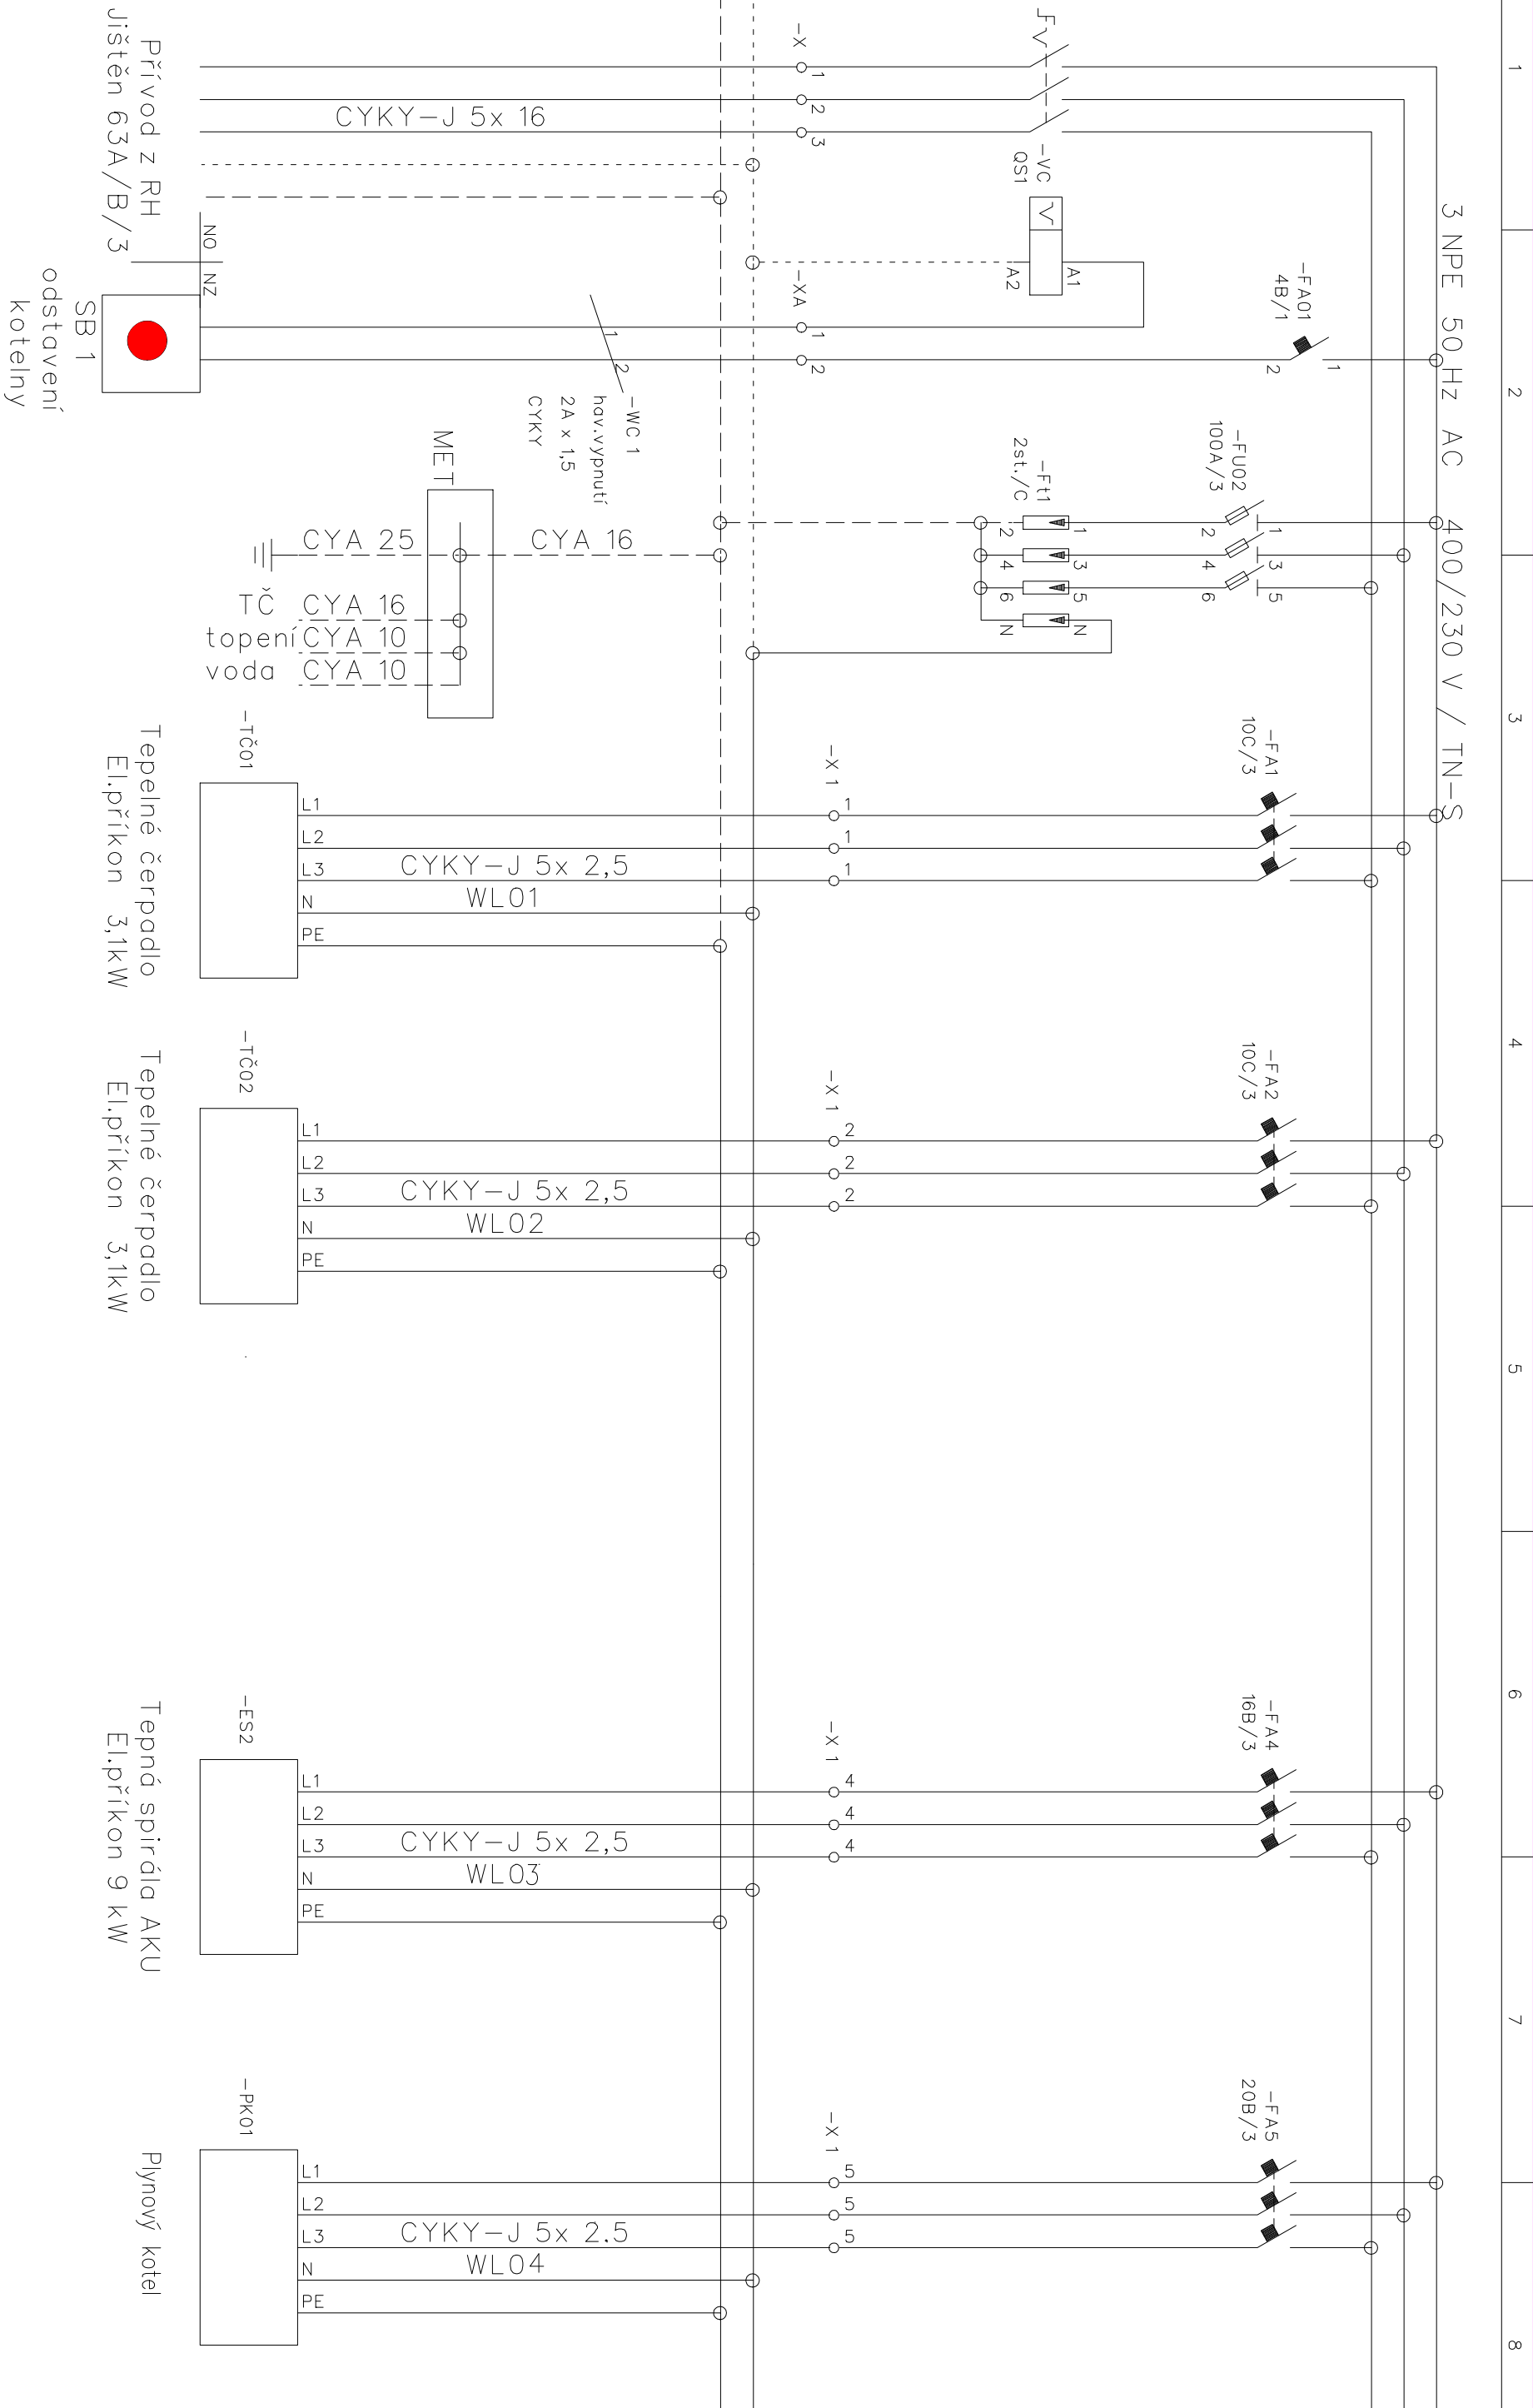 1
2
3
4
5
6
7
8
3 NPE 50 Hz AC 400/230 V / TN-S
-FA01
4B/1
1
2
-FU02
100A/3
1
3
5
2
4
6
-FA1
10C/3
-FA2
10C/3
-FA4
16B/3
-FA5
20B/3
-VC
QS1
A1
A2
-Ft1
2st./C
1
3
5
N
2
4
6
N
-X
1
2
3
-XA
1
2
-X1
1
1
1
-X1
2
2
2
-X1
4
4
4
-X1
5
5
5
CYKY-J 5x 16
1
2
-WC 1
hav.vypnutí
2A x 1,5
CYKY
MET
CYA 16
CYA 25
TČ CYA 16
topení CYA 10
voda CYA 10
NO
NZ
Přívod z RH
Jištěn 63A/B/3
SB 1
odstavení
kotelny
-TČ01
L1
L2
L3
N
PE
CYKY-J 5x 2,5
WL01
Tepelné čerpadlo
El.příkon 3,1kW
-TČ02
L1
L2
L3
N
PE
CYKY-J 5x 2,5
WL02
Tepelné čerpadlo
El.příkon 3,1kW
-ES2
L1
L2
L3
N
PE
CYKY-J 5x 2,5
WL03
Tepná spirála AKU
El.příkon 9 kW
-PK01
L1
L2
L3
N
PE
CYKY-J 5x 2.5
WL04
Plynový kotel